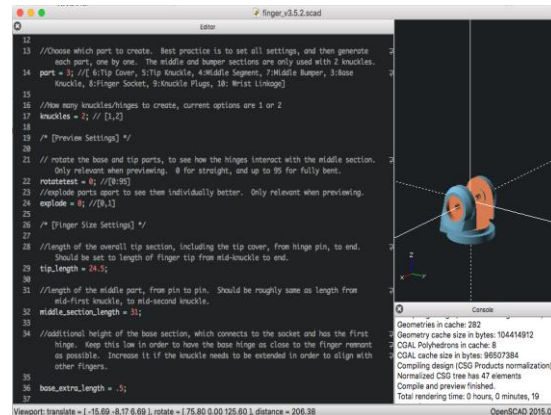 finger_v3.5.2.scad
Editor
12
13 //Choose which part to create. Best practice is to set all settings, and then generate
each part, one by one. The middle and bumper sections are only used with 2 knuckles.
14 part = 3; //[ 6:Tip Cover, 5:Tip Knuckle, 4:Middle Segment, 7:Middle Bumper, 3:Base
Knuckle, 8:Finger Socket, 9:Knuckle Plugs, 10: Wrist Linkage]
15
16 //How many knuckles/hinges to create, current options are 1 or 2
17 knuckles = 2; // [1,2]
18
19 /* [Preview Settings] */
20
21 // rotate the base and tip parts, to see how the hinges interact with the middle section.
Only relevant when previewing. 0 for straight, and up to 95 for fully bent.
22 rotatetest = 0; //[0:95]
23 //explode parts apart to see them individually better. Only relevant when previewing.
24 explode = 0; //[0,1]
25
26 /* [Finger Size Settings] */
27
28 //length of the overall tip section, including the tip cover, from hinge pin, to end.
Should be set to length of finger tip from mid-knuckle to end.
29 tip_length = 24.5;
30
31 //length of the middle part, from pin to pin. Should be roughly same as length from
mid-first knuckle, to mid-second knuckle.
32 middle_section_length = 31;
33
34 //additional height of the base section, which connects to the socket and has the first
hinge. Keep this low in order to have the base hinge as close to the finger remnant
as possible. Increase it if the knuckle needs to be extended in order to align with
other fingers.
35
36 base_extra_length = .5;
37
z
x
Console
Geometries in cache: 282
Geometry cache size in bytes: 104414912
CGAL Polyhedrons in cache: 8
CGAL cache size in bytes: 96507384
Compiling design (CSG Products normalization)
Normalized CSG tree has 47 elements
Compile and preview finished.
Total rendering time: 0 hours, 0 minutes, 19
Viewport: translate = [ -15.69 -8.17 6.69 ], rotate = [ 75.80 0.00 125.60 ], distance = 206.38
OpenSCAD 2015.0